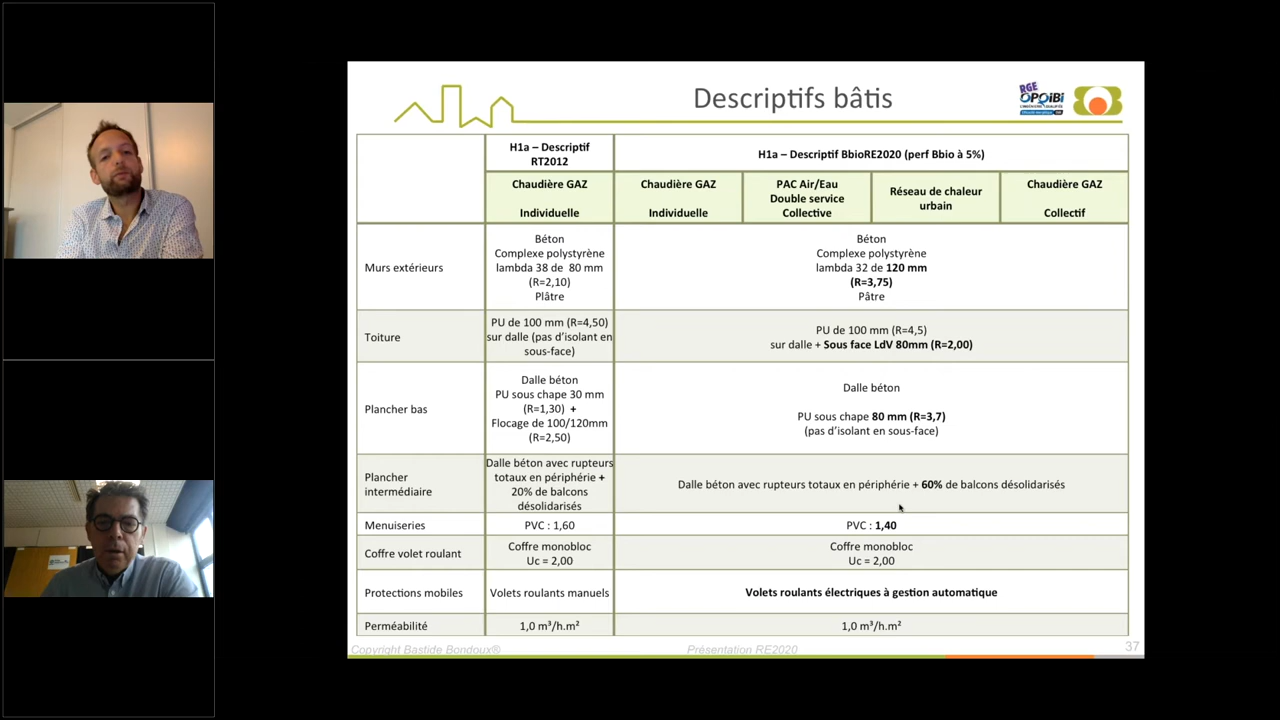 Descriptifs bâtis
RGE
OPQiBi
L'INGÉNIERIE QUALIFIÉE
H1a – Descriptif
RT2012
H1a – Descriptif BbioRE2020 (perf Bbio à 5%)
Chaudière GAZ
Individuelle
Chaudière GAZ
Individuelle
PAC Air/Eau
Double service
Collective
Réseau de chaleur
urbain
Chaudière GAZ
Collectif
Murs extérieurs
Béton
Complexe polystyrène
lambda 38 de 80 mm
(R=2,10)
Plâtre
Béton
Complexe polystyrène
lambda 32 de 120 mm
(R=3,75)
Pâtre
Toiture
PU de 100 mm (R=4,50)
sur dalle (pas d'isolant en
sous-face)
PU de 100 mm (R=4,5)
sur dalle + Sous face LdV 80mm (R=2,00)
Plancher bas
Dalle béton
PU sous chape 30 mm
(R=1,30) +
Flocage de 100/120mm
(R=2,50)
Dalle béton
PU sous chape 80 mm (R=3,7)
(pas d'isolant en sous-face)
Plancher
intermédiaire
Dalle béton avec rupteurs
totaux en périphérie +
20% de balcons
désolidarisés
Dalle béton avec rupteurs totaux en périphérie + 60% de balcons désolidarisés
Menuiseries
PVC : 1,60
PVC : 1,40
Coffre volet roulant
Coffre monobloc
Uc = 2,00
Coffre monobloc
Uc = 2,00
Protections mobiles
Volets roulants manuels
Volets roulants électriques à gestion automatique
Perméabilité
1,0 m³/h.m²
1,0 m³/h.m²
Copyright Bastide Bondoux®
Présentation RE2020
37